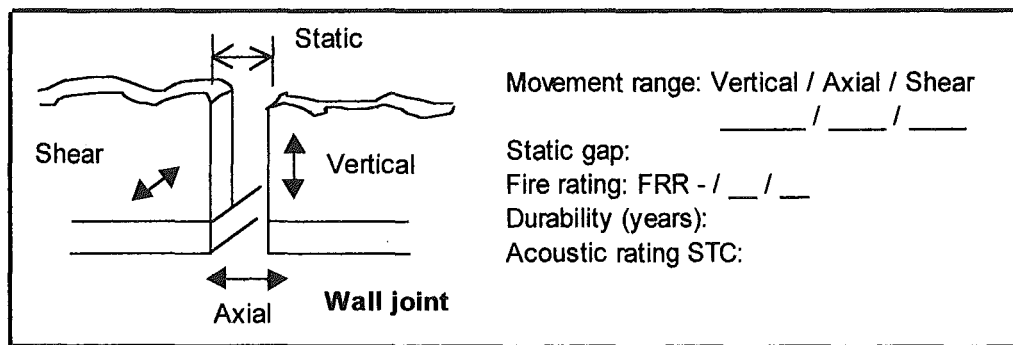 Static
Shear
Vertical
Axial
Wall joint
Movement range: Vertical / Axial / Shear
_____ / ____ / ____
Static gap:
Fire rating: FRR - / __ / __
Durability (years):
Acoustic rating STC: